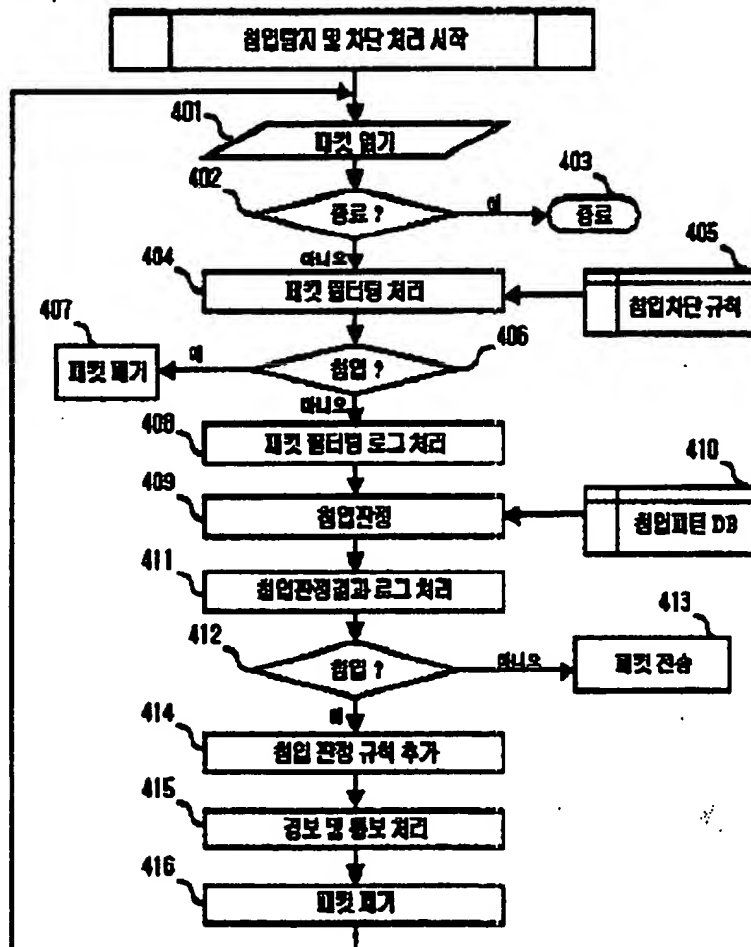 침입탐지 및 차단 처리 시작
401
패킷 읽기
402
종료 ?
예
403
종료
아니오
404
패킷 필터링 처리
405
침입차단 규칙
406
침입 ?
예
407
패킷 폐기
아니오
408
패킷 필터링 로그 처리
409
침입판정
410
침입패턴 DB
411
침입판정결과 로그 처리
412
침입 ?
아니오
413
패킷 전송
예
414
침입 판정 규칙 추가
415
경보 및 통보 처리
416
패킷 폐기